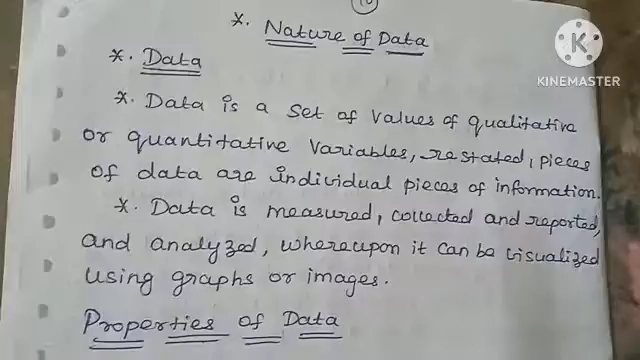 10
*. Nature of Data
*. Data
*. Data is a set of values of qualitative
or quantitative variables, restated, pieces
of data are individual pieces of information.
*. Data is measured, collected and reported,
and analyzed, whereupon it can be visualized
using graphs or images.
Properties of Data
K
KINEMASTER